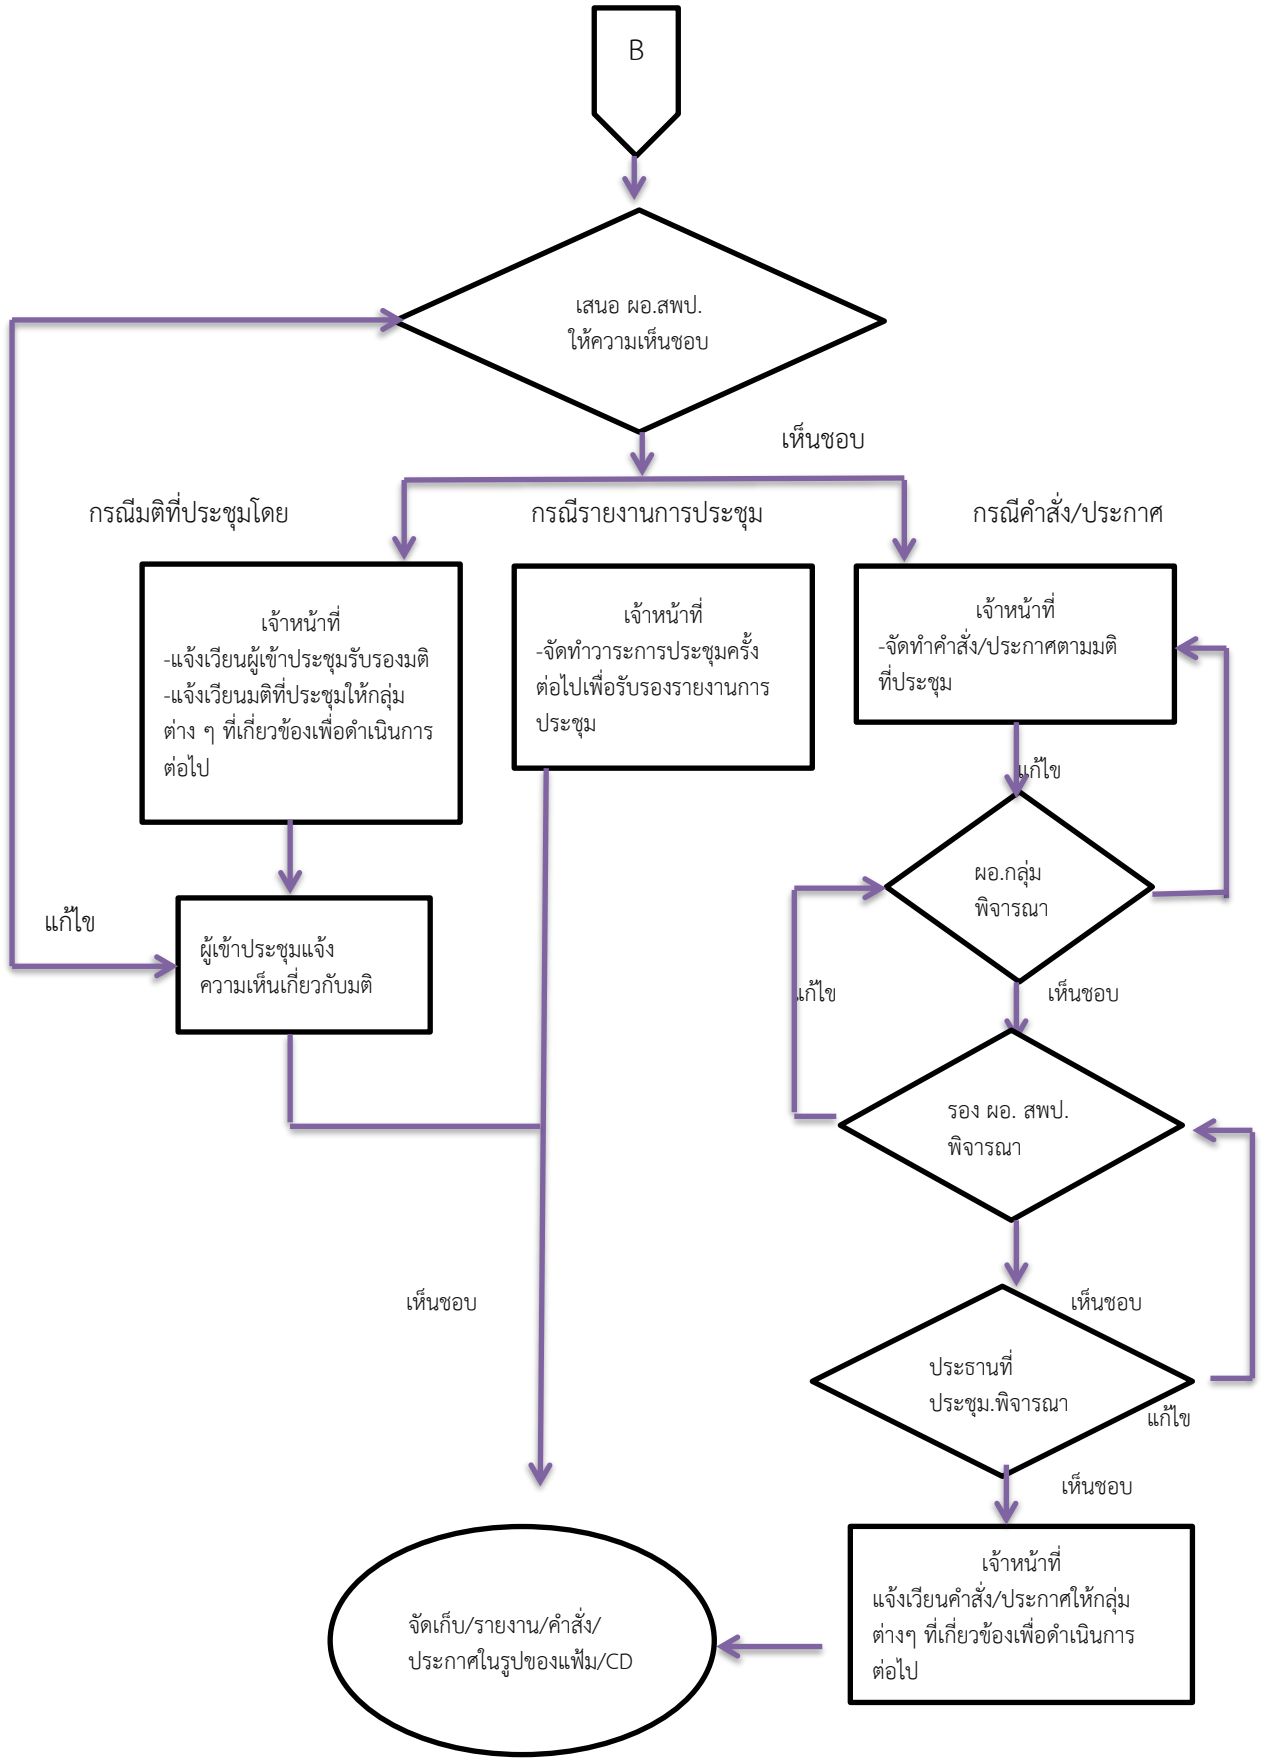 B
เสนอ ผอ.สพป.
ให้ความเห็นชอบ
เห็นชอบ
กรณีมติที่ประชุมโดย
กรณีรายงานการประชุม
กรณีคำสั่ง/ประกาศ
เจ้าหน้าที่
-แจ้งเวียนผู้เข้าประชุมรับรองมติ
-แจ้งเวียนมติที่ประชุมให้กลุ่ม
ต่าง ๆ ที่เกี่ยวข้องเพื่อดำเนินการ
ต่อไป
เจ้าหน้าที่
-จัดทำวาระการประชุมครั้ง
ต่อไปเพื่อรับรองรายงานการ
ประชุม
เจ้าหน้าที่
-จัดทำคำสั่ง/ประกาศตามมติ
ที่ประชุม
แก้ไข
ผอ.กลุ่ม
พิจารณา
แก้ไข
ผู้เข้าประชุมแจ้ง
ความเห็นเกี่ยวกับมติ
แก้ไข
เห็นชอบ
รอง ผอ. สพป.
พิจารณา
เห็นชอบ
เห็นชอบ
ประธานที่
ประชุม.พิจารณา
แก้ไข
เห็นชอบ
เจ้าหน้าที่
แจ้งเวียนคำสั่ง/ประกาศให้กลุ่ม
ต่างๆ ที่เกี่ยวข้องเพื่อดำเนินการ
ต่อไป
จัดเก็บ/รายงาน/คำสั่ง/
ประกาศในรูปของแฟ้ม/CD